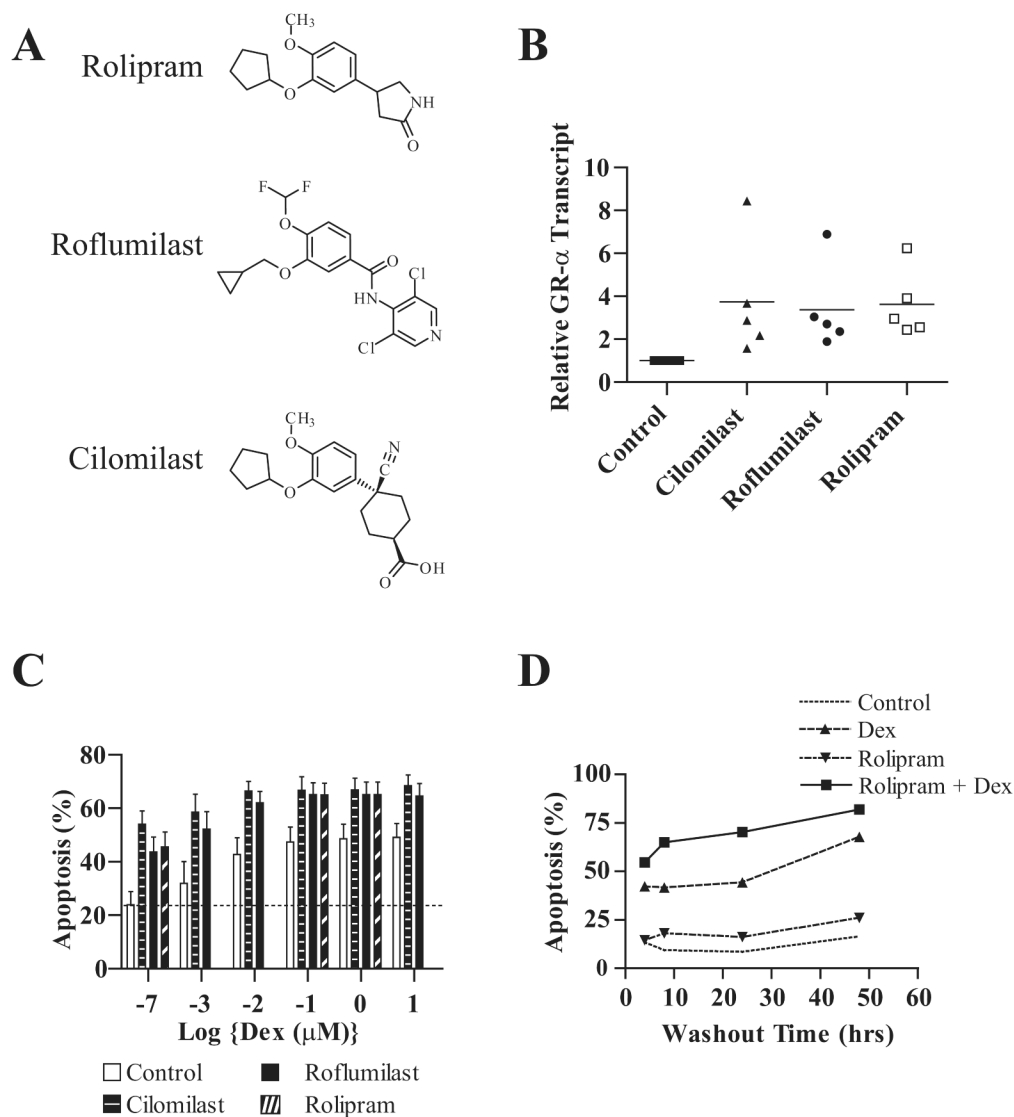 A
Rolipram
CH3
O
O
NH
O
Roflumilast
F
F
O
O
O
HN
Cl
Cl
N
Cilomilast
CH3
O
O
C
N
O
OH
B
Relative GR-α Transcript
10
8
6
4
2
0
Control
Cilomilast
Roflumilast
Rolipram
C
Apoptosis (%)
80
60
40
20
0
-7 -3 -2 -1 0 1
Log {Dex (μM)}
Control
Roflumilast
Cilomilast
Rolipram
D
Control
Dex
Rolipram
Rolipram + Dex
Apoptosis (%)
100
75
50
25
0
0 10 20 30 40 50 60
Washout Time (hrs)